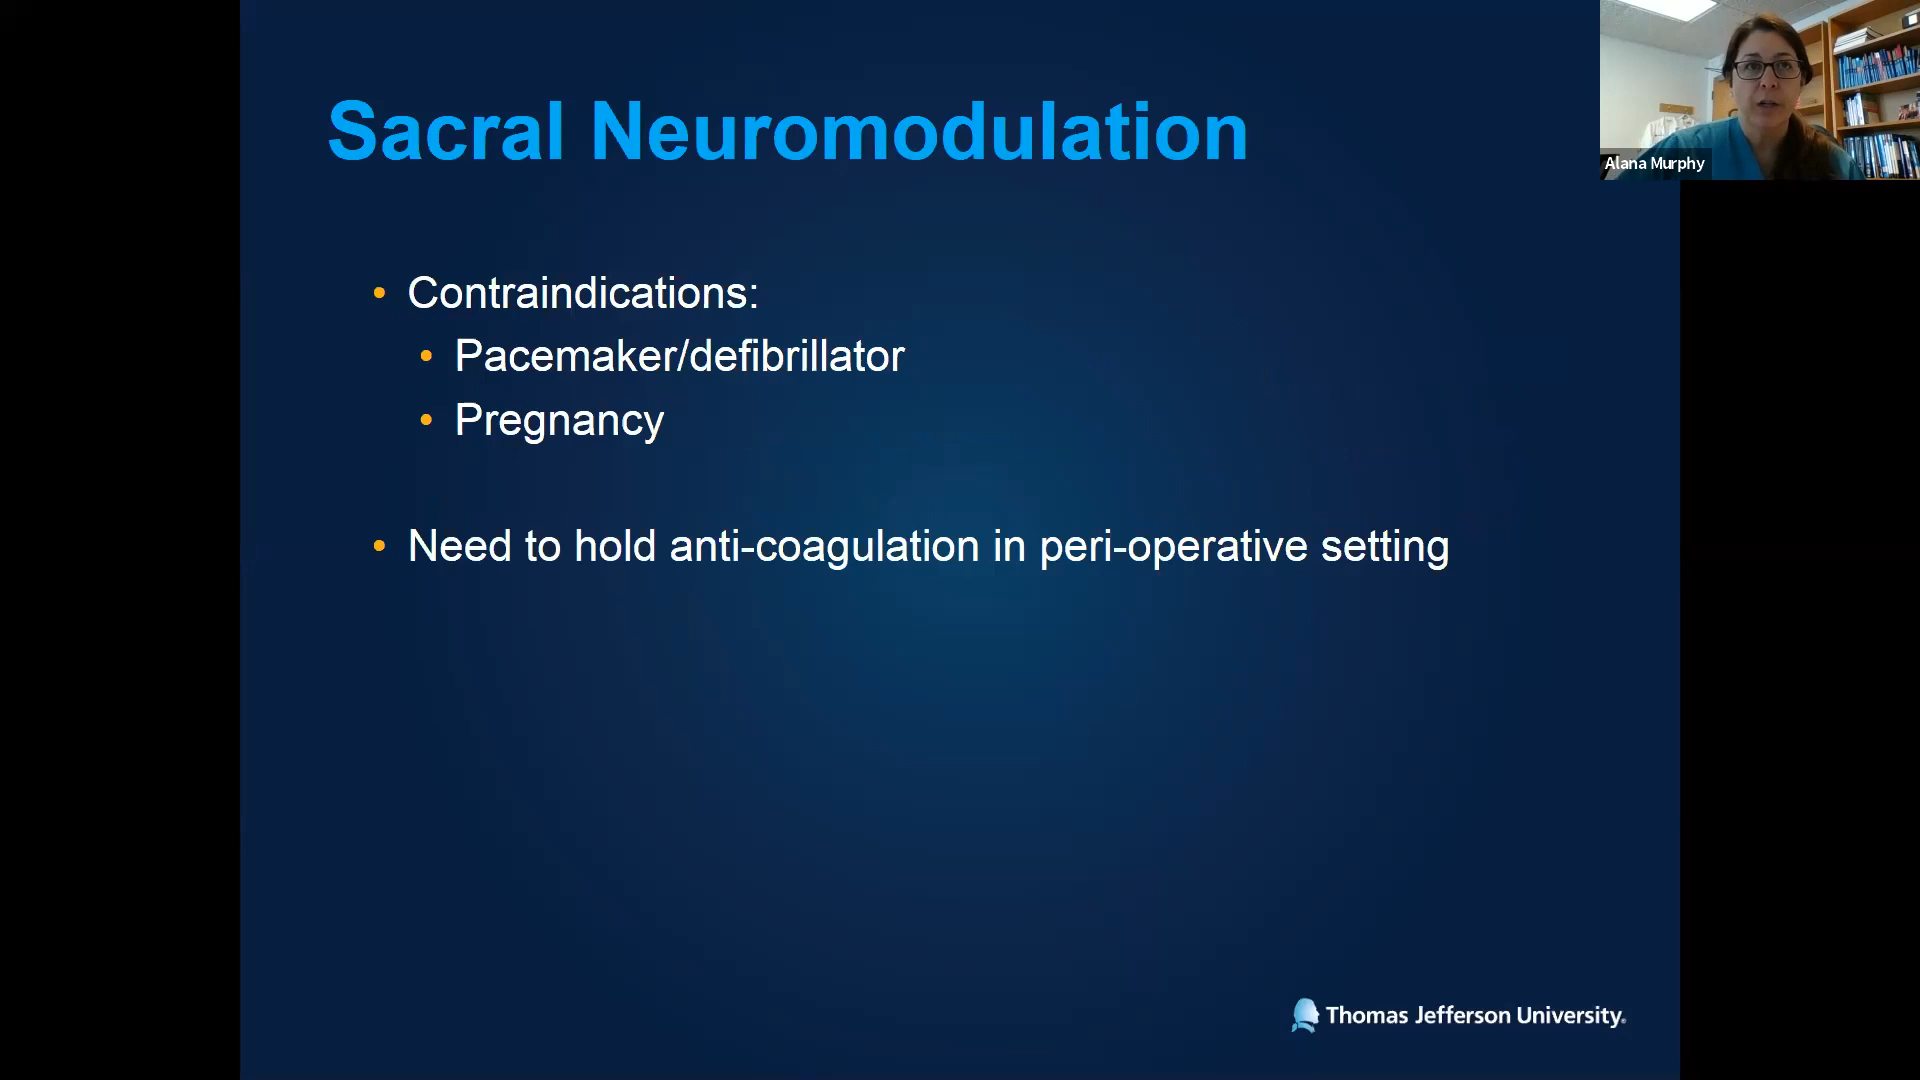 Sacral Neuromodulation
Alana Murphy
• Contraindications:
• Pacemaker/defibrillator
• Pregnancy
• Need to hold anti-coagulation in peri-operative setting
Thomas Jefferson University®